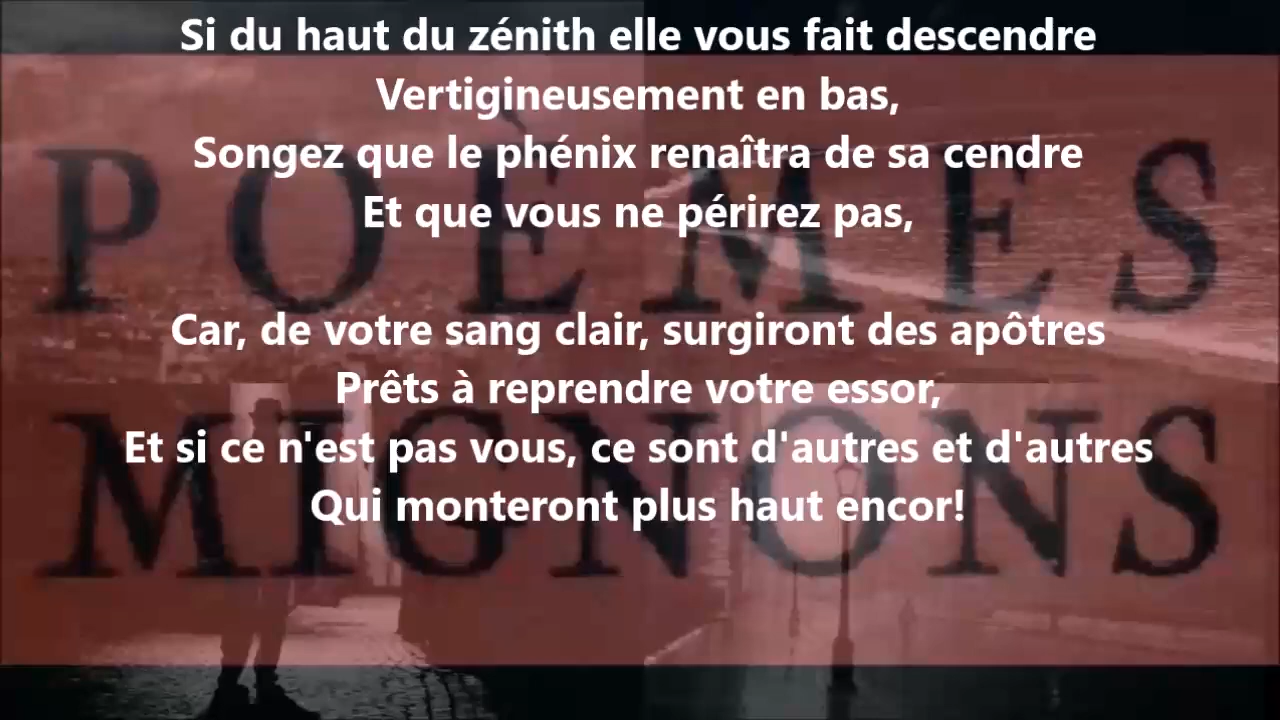 Si du haut du zénith elle vous fait descendre
Vertigineusement en bas,
Songez que le phénix renaîtra de sa cendre
Et que vous ne périrez pas,
POÈMES
Car, de votre sang clair, surgiront des apôtres
Prêts à reprendre votre essor,
MIGNONS
Et si ce n'est pas vous, ce sont d'autres et d'autres
Qui monteront plus haut encor!